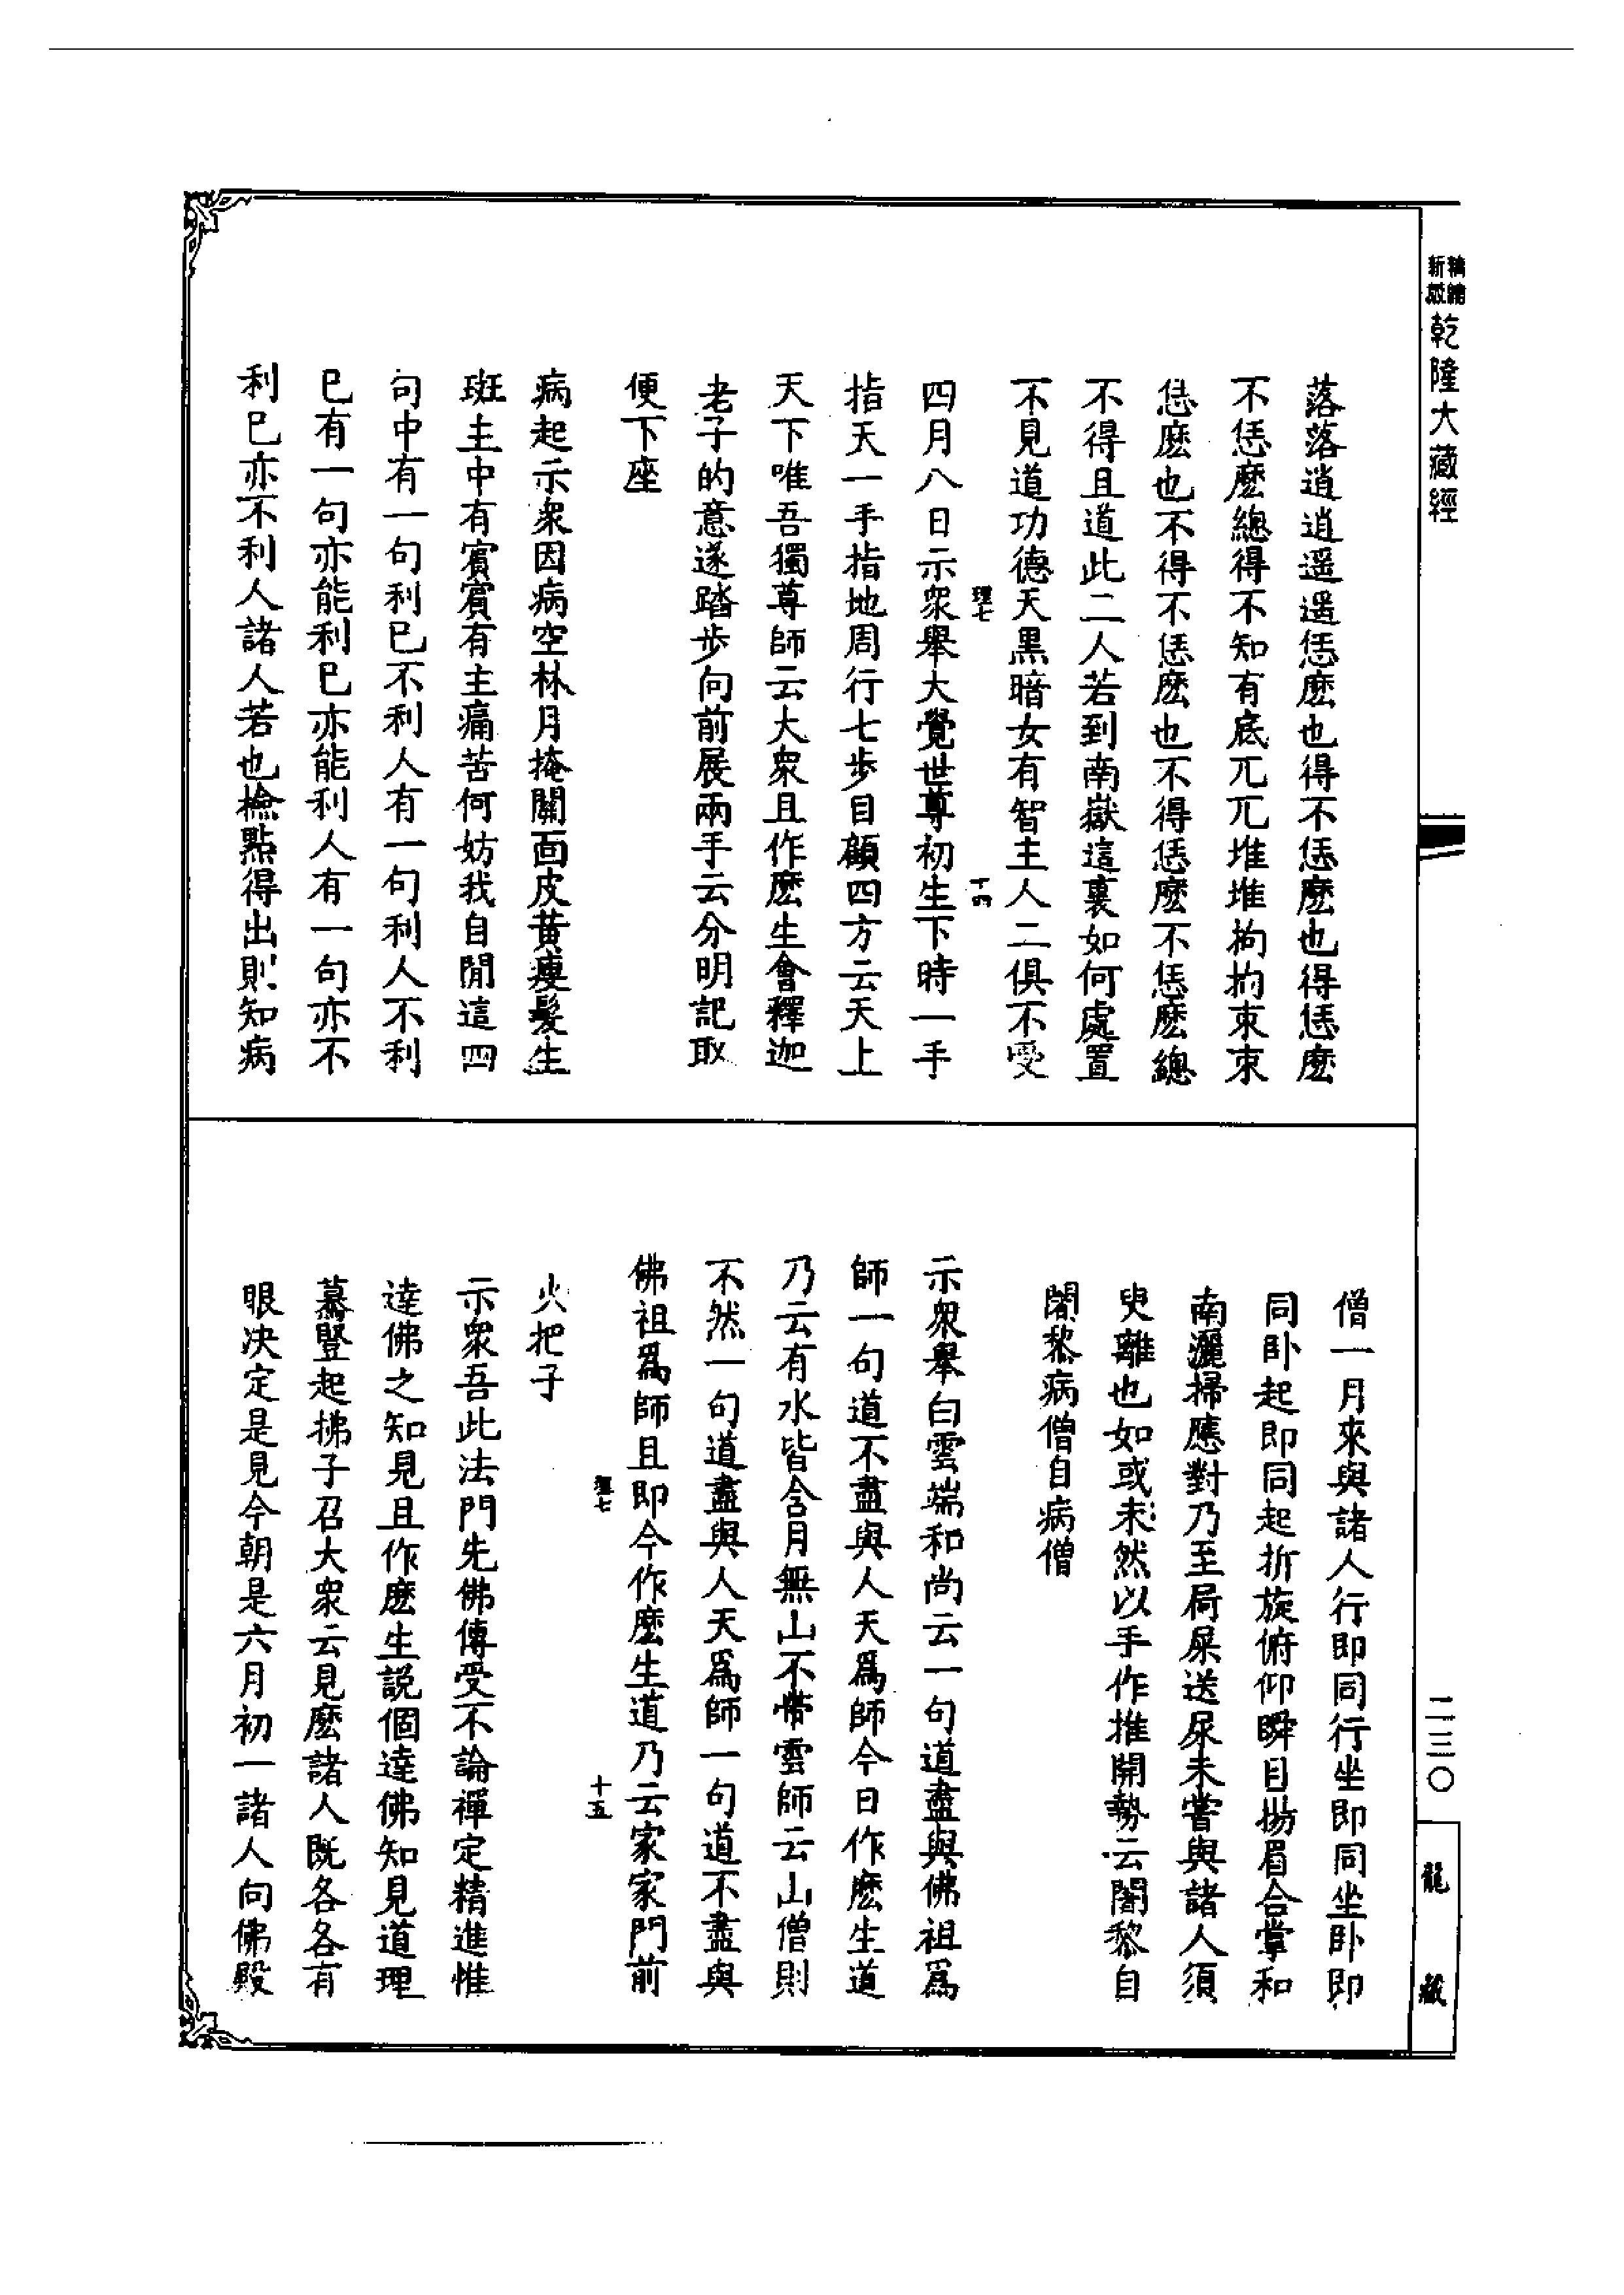 精繕
新版
乾隆大藏經
落落逍逍遥遥恁麽也得不恁麽也得恁麽
不恁麽總得不知有底兀兀堆堆拘拘束束
恁麽也不得不恁麽也不得恁麽不恁麽總
不得且道此二人若到南嶽這裏如何處置
不見道功德天黑暗女有智主人二俱不受
理七
十四
四月八日示衆舉大覺世尊初生下時一手
指天一手指地周行七步目顧四方云天上
天下唯吾獨尊師云大衆且作麽生會釋迦
老子的意遂踏步向前展兩手云分明記取
便下座
病起示衆因病空林月掩關面皮黃瘦髮生
斑主中有賓賓有主痛苦何妨我自閒這四
句中有一句利巳不利人有一句利人不利
巳有一句亦能利巳亦能利人有一句亦不
利巳亦不利人諸人若也檢點得出則知病
僧一月來與諸人行即同行坐即同坐卧即
同卧起即同起折旋俯仰瞬目揚眉合掌和
南灑掃應對乃至屙屎送尿未嘗與諸人須
臾離也如或未然以手作推開勢云闍黎自
闍黎病僧自病僧
示衆舉白雲端和尚云一句道盡與佛祖爲
師一句道不盡與人天爲師今日作麽生道
乃云有水皆含月無山不帶雲師云山僧則
不然一句道盡與人天爲師一句道不盡與
佛祖爲師且即今作麽生道乃云家家門前
理七
十五
火把子
示衆吾此法門先佛傳受不論禪定精進惟
達佛之知見且作麽生説個達佛知見道理
驀豎起拂子召大衆云見麽諸人既各各有
眼决定是見今朝是六月初一諸人向佛殿
二三〇
龍藏